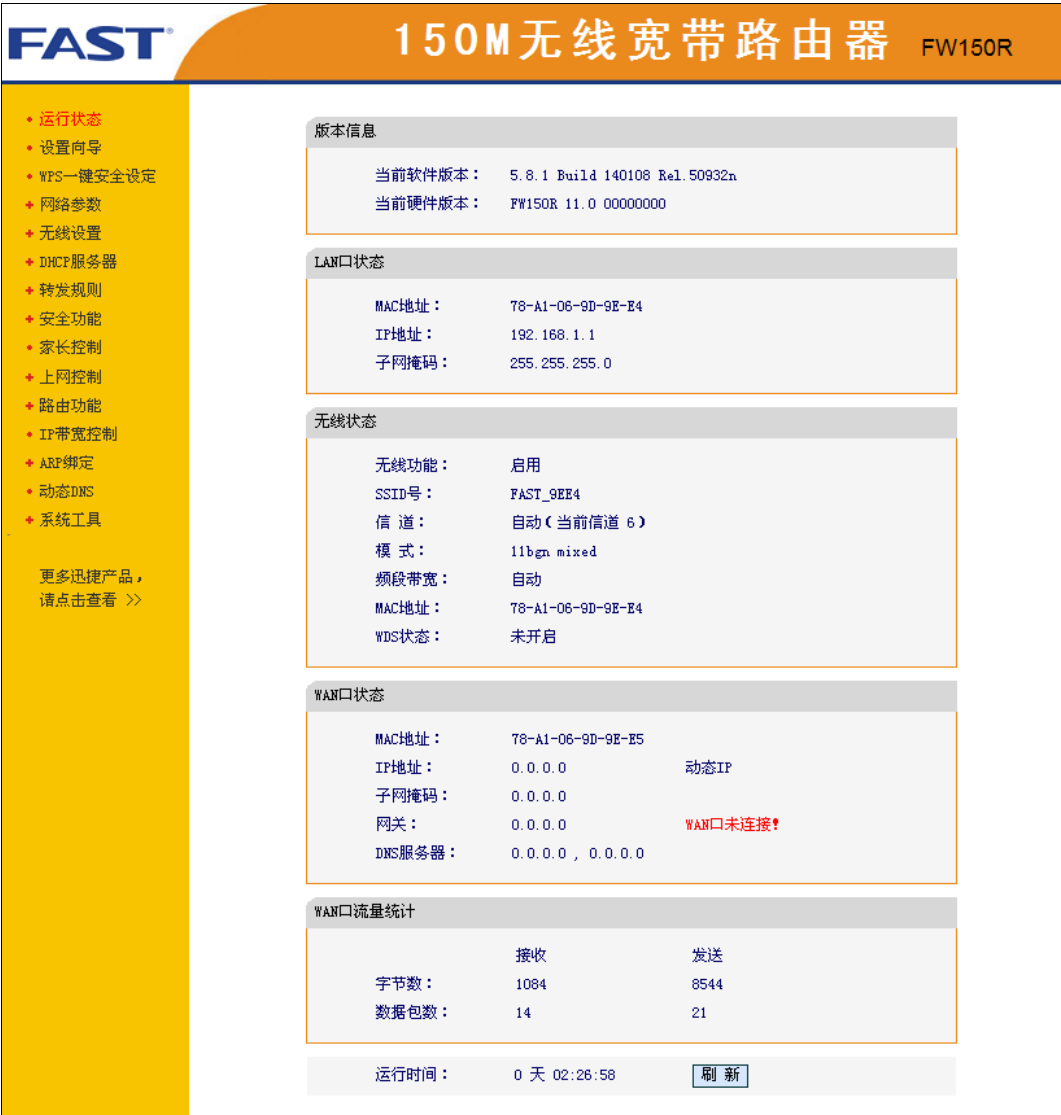 FAST 150M无线宽带路由器 FW150R
运行状态
设置向导
WPS一键安全设定
网络参数
无线设置
DHCP服务器
转发规则
安全功能
家长控制
上网控制
路由功能
IP带宽控制
ARP绑定
动态DNS
系统工具
更多迅捷产品,
请点击查看 >>
版本信息
当前软件版本: 5.8.1 Build 140108 Rel.50932n
当前硬件版本: FW150R 11.0 00000000
LAN口状态
MAC地址: 78-A1-06-9D-9E-E4
IP地址: 192.168.1.1
子网掩码: 255.255.255.0
无线状态
无线功能: 启用
SSID号: FAST_9EE4
信 道: 自动(当前信道 6)
模 式: 11bgn mixed
频段带宽: 自动
MAC地址: 78-A1-06-9D-9E-E4
WDS状态: 未开启
WAN口状态
MAC地址: 78-A1-06-9D-9E-E5
IP地址: 0.0.0.0 动态IP
子网掩码: 0.0.0.0
网关: 0.0.0.0 WAN口未连接!
DNS服务器: 0.0.0.0 , 0.0.0.0
WAN口流量统计
接收 发送
字节数: 1084 8544
数据包数: 14 21
运行时间: 0 天 02:26:58 刷 新